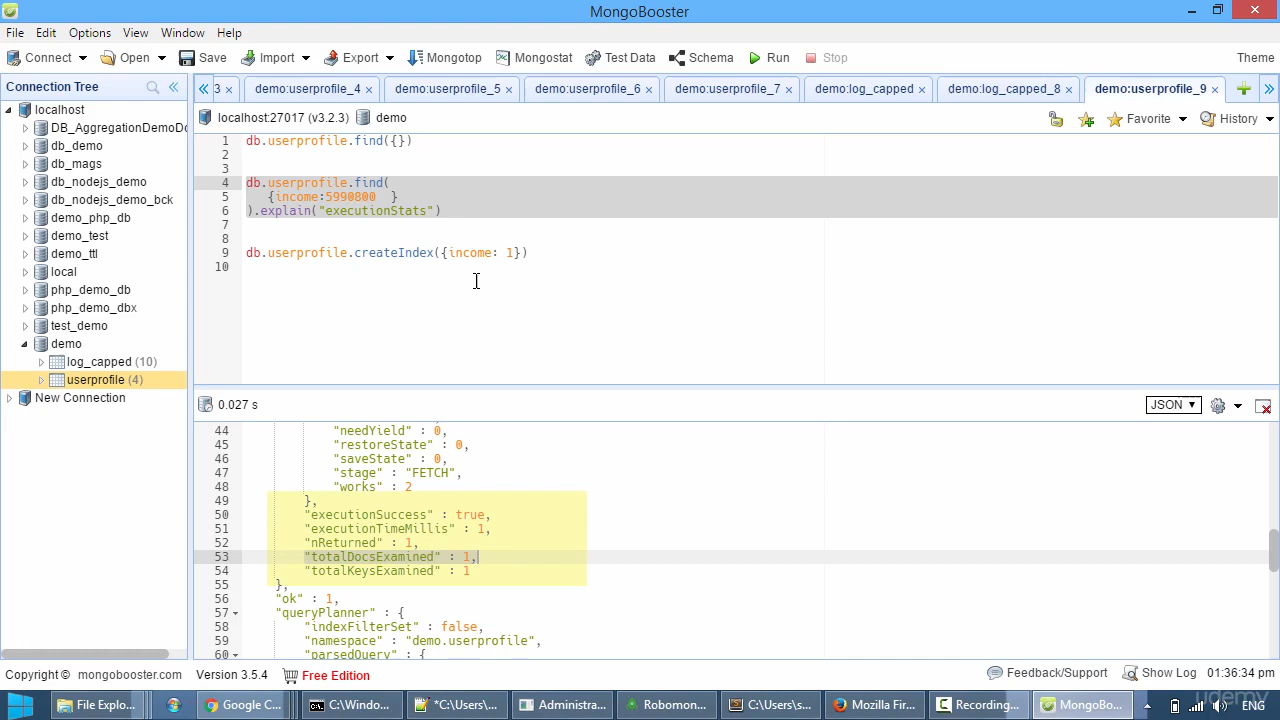 MongoBooster
File Edit Options View Window Help
Connect Open Save Import Export Mongotop Mongostat Test Data Schema Run Stop Theme
Connection Tree
localhost
DB_AggregationDemoDo
db_demo
db_mags
db_nodejs_demo
db_nodejs_demo_bck
demo_php_db
demo_test
demo_ttl
local
php_demo_db
php_demo_dbx
test_demo
demo
log_capped (10)
userprofile (4)
New Connection
3 demo:userprofile_4 demo:userprofile_5 demo:userprofile_6 demo:userprofile_7 demo:log_capped demo:log_capped_8 demo:userprofile_9
localhost:27017 (v3.2.3) demo Favorite History
1 db.userprofile.find({})
2
3
4 db.userprofile.find(
5 {income:5990800 }
6 ).explain("executionStats")
7
8
9 db.userprofile.createIndex({income: 1})
10
0.027 s JSON
44 "needYield" : 0,
45 "restoreState" : 0,
46 "saveState" : 0,
47 "stage" : "FETCH",
48 "works" : 2
49 },
50 "executionSuccess" : true,
51 "executionTimeMillis" : 1,
52 "nReturned" : 1,
53 "totalDocsExamined" : 1,
54 "totalKeysExamined" : 1
55 },
56 "ok" : 1,
57 "queryPlanner" : {
58 "indexFilterSet" : false,
59 "namespace" : "demo.userprofile",
60 "parsedQuery" : {
Copyright © mongobooster.com Version 3.5.4 Free Edition Feedback/Support Show Log 01:36:34 pm
File Explo... Google C... C:\Windo... *C:\Users\... Administra... Robomon... C:\Users\s... Mozilla Fir... Recording... MongoBo... ENG
udemy